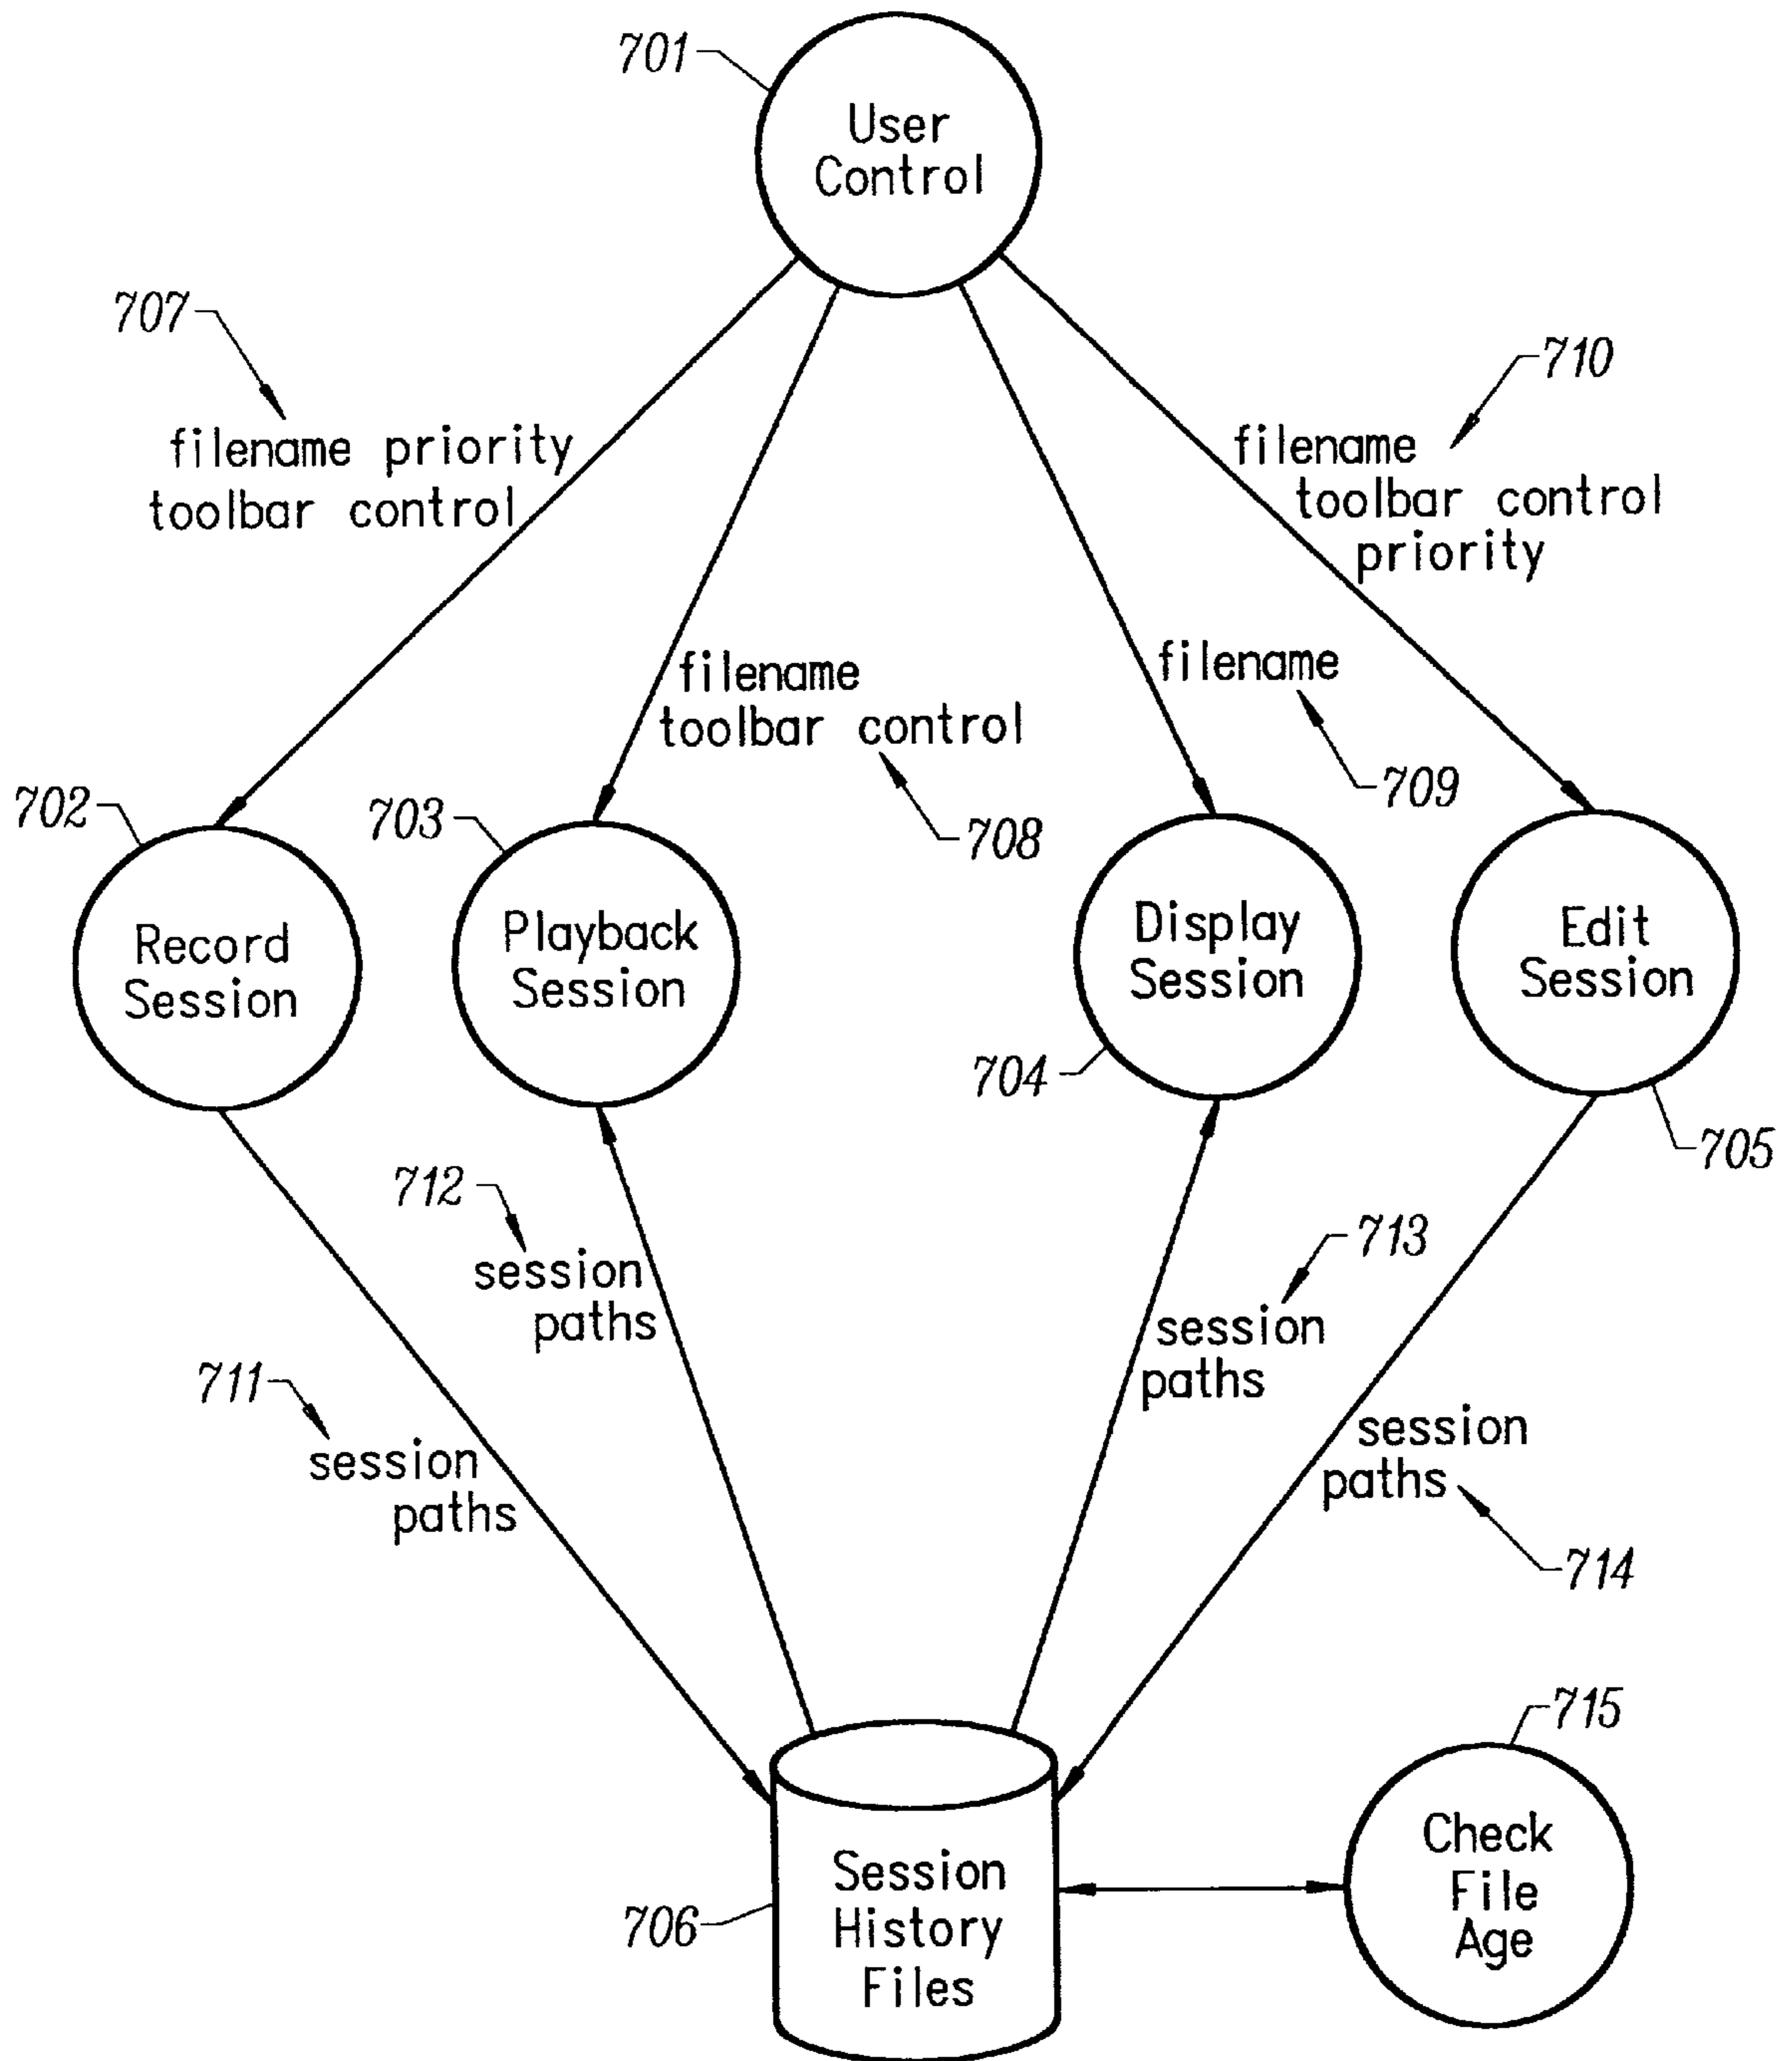 701
User
Control
707
filename priority
toolbar control
710
filename
toolbar control
priority
filename
toolbar control
708
filename
709
702
Record
Session
703
Playback
Session
704
Display
Session
Edit
Session
705
712
session
paths
713
session
paths
711
session
paths
session
paths
714
706
Session
History
Files
715
Check
File
Age